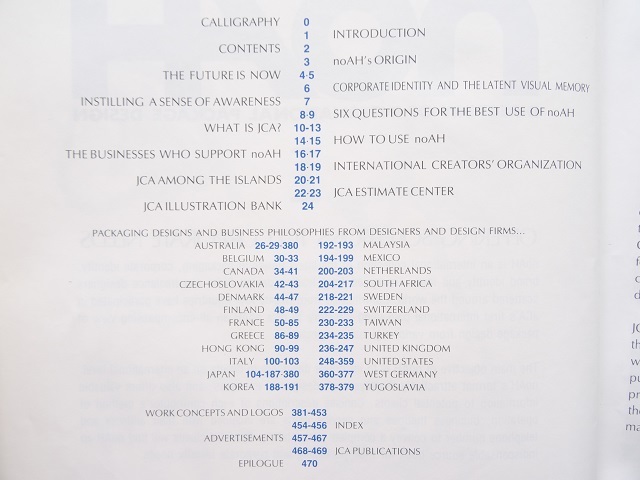 CALLIGRAPHY 0
1 INTRODUCTION
CONTENTS 2
3 noAH's ORIGIN
THE FUTURE IS NOW 4-5
6 CORPORATE IDENTITY AND THE LATENT VISUAL MEMORY
INSTILLING A SENSE OF AWARENESS 7
8-9 SIX QUESTIONS FOR THE BEST USE OF noAH
WHAT IS JCA? 10-13
14-15 HOW TO USE noAH
THE BUSINESSES WHO SUPPORT noAH 16-17
18-19 INTERNATIONAL CREATORS' ORGANIZATION
JCA AMONG THE ISLANDS 20-21
22-23 JCA ESTIMATE CENTER
JCA ILLUSTRATION BANK 24
PACKAGING DESIGNS AND BUSINESS PHILOSOPHIES FROM DESIGNERS AND DESIGN FIRMS...
AUSTRALIA 26-29·380 192-193 MALAYSIA
BELGIUM 30-33 194-199 MEXICO
CANADA 34-41 200-203 NETHERLANDS
CZECHOSLOVAKIA 42-43 204-217 SOUTH AFRICA
DENMARK 44-47 218-221 SWEDEN
FINLAND 48-49 222-229 SWITZERLAND
FRANCE 50-85 230-233 TAIWAN
GREECE 86-89 234-235 TURKEY
HONG KONG 90-99 236-247 UNITED KINGDOM
ITALY 100-103 248-359 UNITED STATES
JAPAN 104-187·380 360-377 WEST GERMANY
KOREA 188-191 378-379 YUGOSLAVIA
WORK CONCEPTS AND LOGOS 381-453
454-456 INDEX
ADVERTISEMENTS 457-467
468-469 JCA PUBLICATIONS
EPILOGUE 470